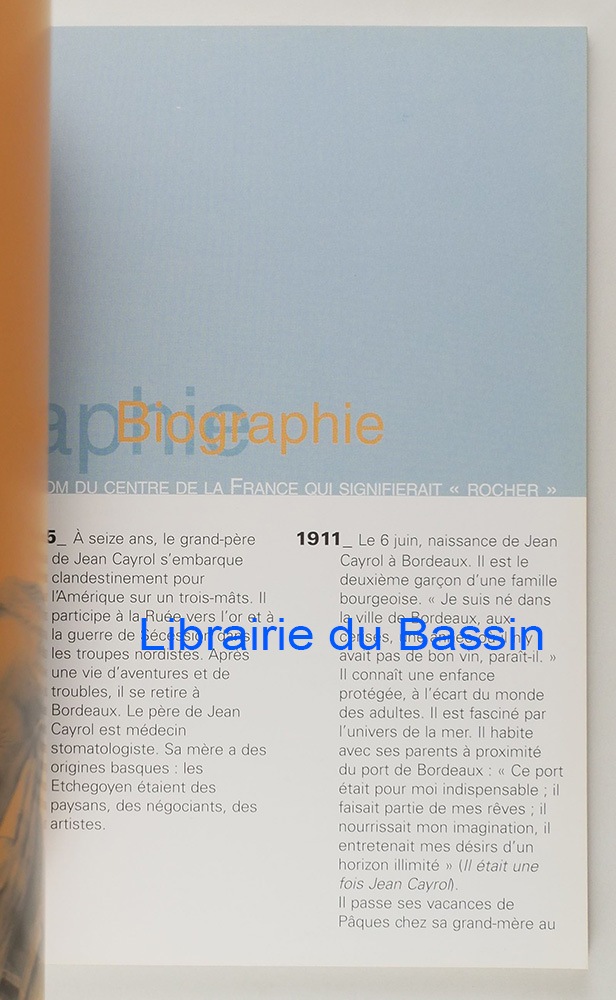 aphie
Biographie
OM DU CENTRE DE LA FRANCE QUI SIGNIFIERAIT « ROCHER »
5_ À seize ans, le grand-père
de Jean Cayrol s'embarque
clandestinement pour
l'Amérique sur un trois-mâts. Il
participe à la Ruée vers l'or et à
la guerre de Sécession dans
les troupes nordistes. Après
une vie d'aventures et de
troubles, il se retire à
Bordeaux. Le père de Jean
Cayrol est médecin
stomatologiste. Sa mère a des
origines basques : les
Etchegoyen étaient des
paysans, des négociants, des
artistes.
1911_ Le 6 juin, naissance de Jean
Cayrol à Bordeaux. Il est le
deuxième garçon d'une famille
bourgeoise. « Je suis né dans
la ville de Bordeaux, aux
censés, une année où il n'y
avait pas de bon vin, paraît-il. »
Il connaît une enfance
protégée, à l'écart du monde
des adultes. Il est fasciné par
l'univers de la mer. Il habite
avec ses parents à proximité
du port de Bordeaux : « Ce port
était pour moi indispensable ; il
faisait partie de mes rêves ; il
nourrissait mon imagination, il
entretenait mes désirs d'un
horizon illimité » (Il était une
fois Jean Cayrol).
Il passe ses vacances de
Pâques chez sa grand-mère au
Librairie du Bassin
Librairie du Bassin